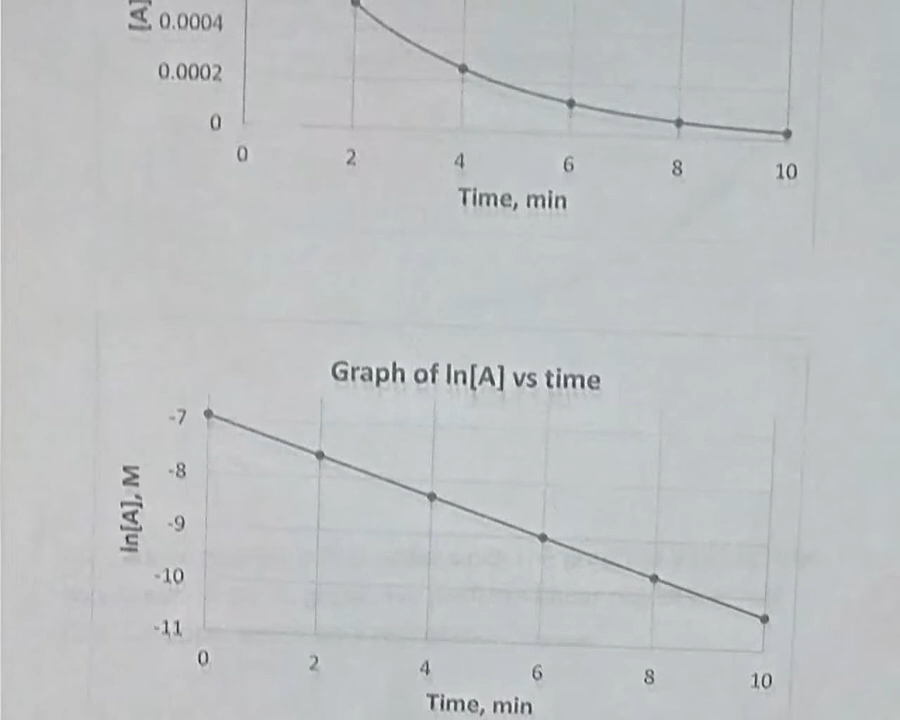 [A]
0.0004
0.0002
0
0 2 4 6 8 10
Time, min
Graph of ln[A] vs time
ln[A], M
-7
-8
-9
-10
-11
0 2 4 6 8 10
Time, min